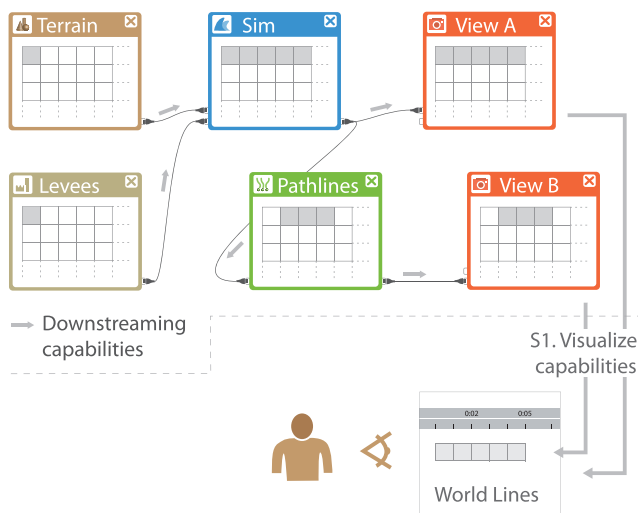 Terrain
Sim
View A
Levees
Pathlines
View B
Downstreaming
capabilities
S1. Visualize
capabilities
0:02 0:05
World Lines